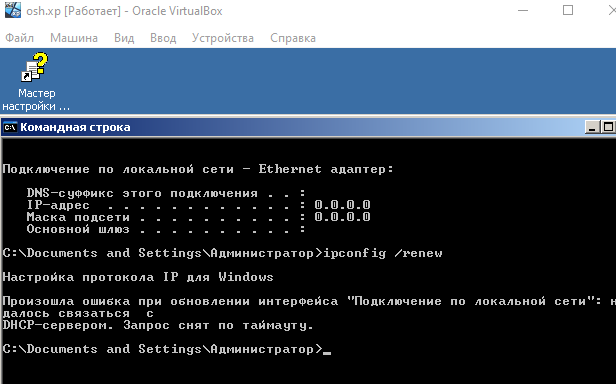 osh.xp [Работает] - Oracle VirtualBox
Файл Машина Вид Ввод Устройства Справка
Мастер
настройки ...
Командная строка
Подключение по локальной сети - Ethernet адаптер:
DNS-суффикс этого подключения . . :
IP-адрес . . . . . . . . . . . . : 0.0.0.0
Маска подсети . . . . . . . . . . : 0.0.0.0
Основной шлюз . . . . . . . . . . :
C:\Documents and Settings\Администратор>ipconfig /renew
Настройка протокола IP для Windows
Произошла ошибка при обновлении интерфейса "Подключение по локальной сети": н
далось связаться с
DHCP-сервером. Запрос снят по таймауту.
C:\Documents and Settings\Администратор>_